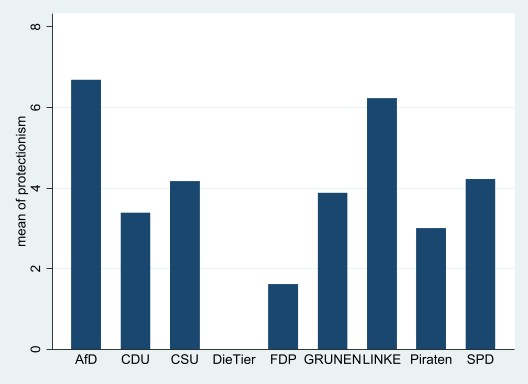 mean of protectionism
8
6
4
2
0
AfD CDU CSU DieTier FDP GRUNEN LINKE Piraten SPD